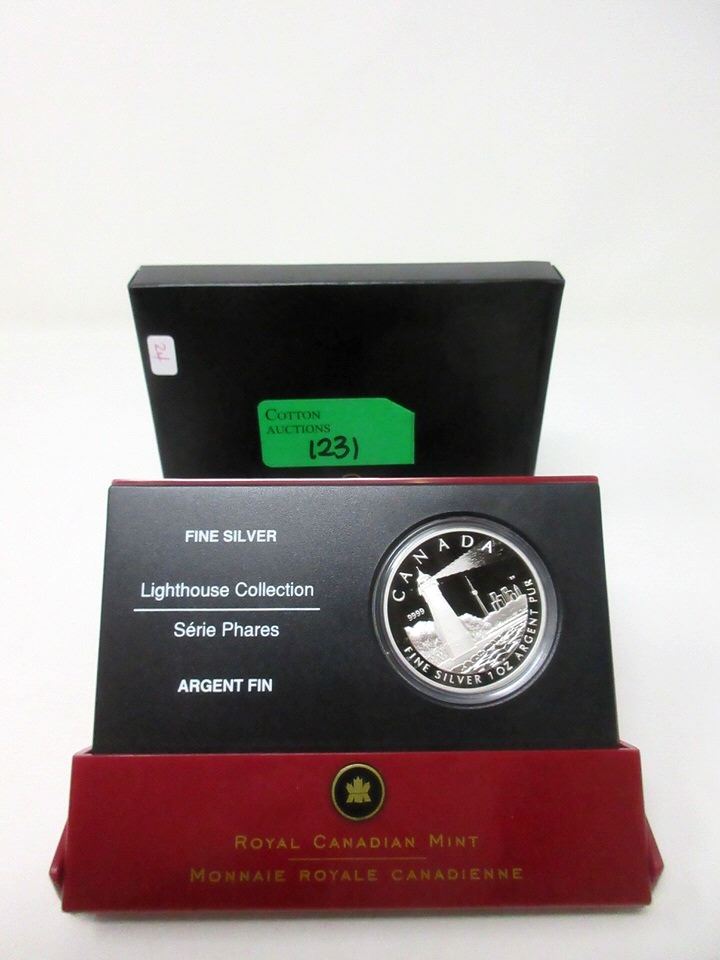 24
COTTON
AUCTIONS
1231
FINE SILVER
Lighthouse Collection
Série Phares
ARGENT FIN
CANADA
9999
FINE SILVER 1 OZ ARGENT PUR
ROYAL CANADIAN MINT
MONNAIE ROYALE CANADIENNE